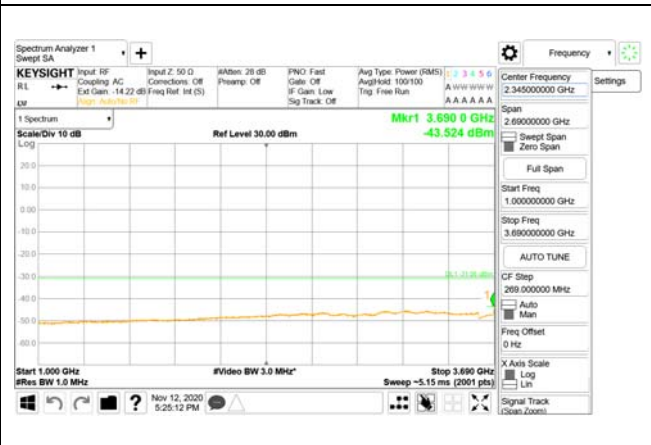 Spectrum Analyzer 1
Swept SA
Frequency
KEYSIGHT
Input: RF
Coupling: AC
Ext Gain: -14.22 dB
Align: Auto/No RF
Input Z: 50 Ω
Corrections: Off
Freq Ref: Int (S)
#Atten: 28 dB
Preamp: Off
PNO: Fast
Gate: Off
IF Gain: Low
Sig Track: Off
Avg Type: Power (RMS)
Avg|Hold: 100/100
Trig: Free Run
1 2 3 4 5 6
A W W W W W
A A A A A A
RL
Center Frequency
2.345000000 GHz
Settings
Span
2.69000000 GHz
Swept Span
Zero Span
Full Span
Start Freq
1.000000000 GHz
Stop Freq
3.690000000 GHz
AUTO TUNE
CF Step
269.000000 MHz
Auto
Man
Freq Offset
0 Hz
X Axis Scale
Log
Lin
Signal Track
(Span Zoom)
1 Spectrum
Mkr1 3.690 0 GHz
Scale/Div 10 dB
Ref Level 30.00 dBm
-43.524 dBm
Log
20.0
10.0
0.00
-10.0
-20.0
-30.0
-40.0
-50.0
-60.0
1
Start 1.000 GHz
#Video BW 3.0 MHz*
Stop 3.690 GHz
#Res BW 1.0 MHz
Sweep ~5.15 ms (2001 pts)
Nov 12, 2020
5:25:12 PM
?